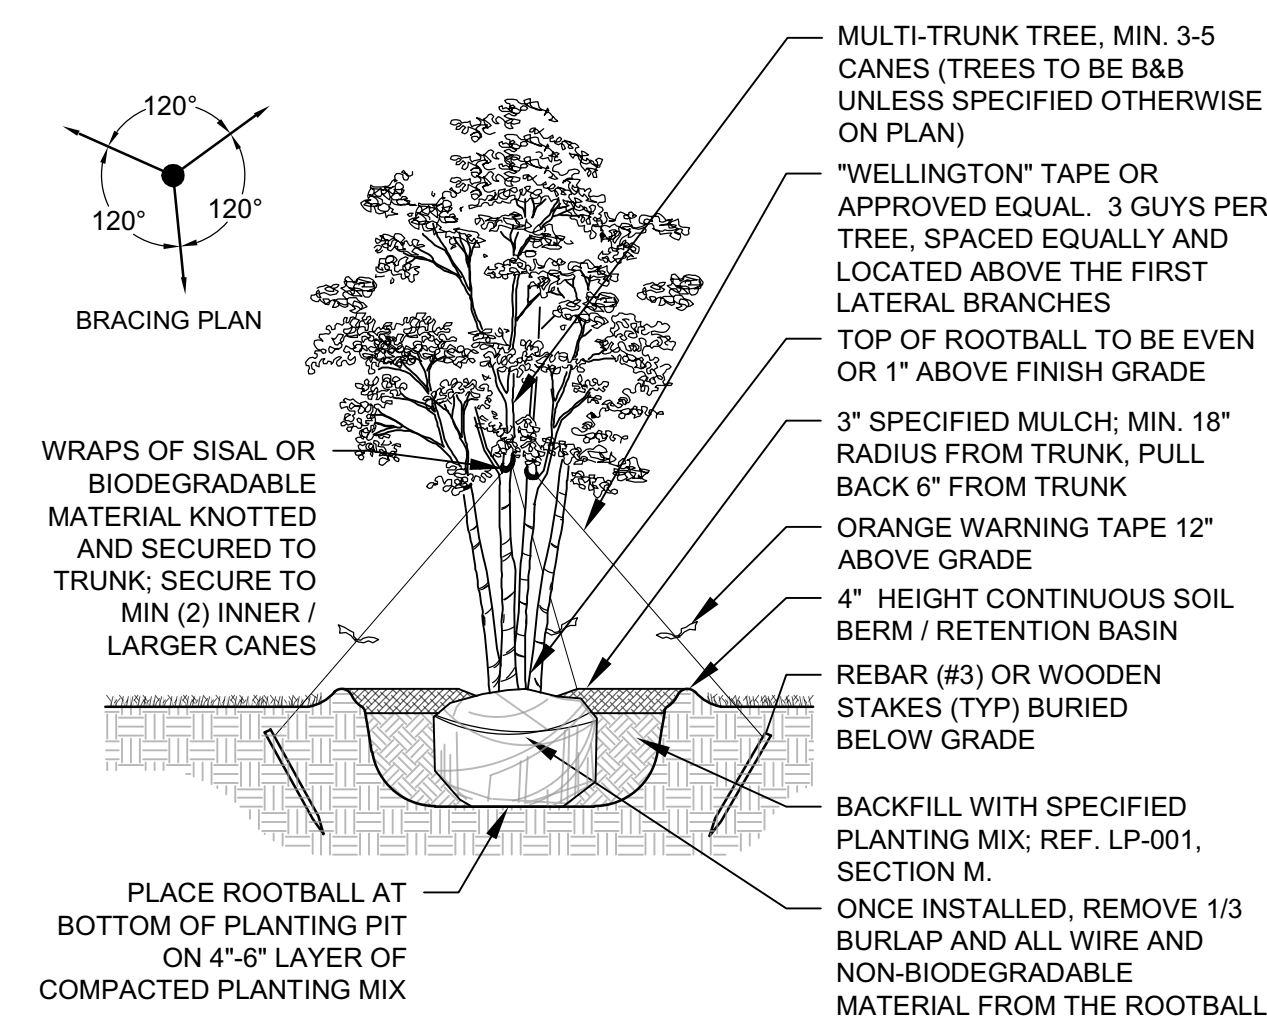 120°
120°
120°
BRACING PLAN
WRAPS OF SISAL OR
BIODEGRADABLE
MATERIAL KNOTTED
AND SECURED TO
TRUNK; SECURE TO
MIN (2) INNER /
LARGER CANES
PLACE ROOTBALL AT
BOTTOM OF PLANTING PIT
ON 4"-6" LAYER OF
COMPACTED PLANTING MIX
MULTI-TRUNK TREE, MIN. 3-5
CANES (TREES TO BE B&B
UNLESS SPECIFIED OTHERWISE
ON PLAN)
"WELLINGTON" TAPE OR
APPROVED EQUAL.  3 GUYS PER
TREE, SPACED EQUALLY AND
LOCATED ABOVE THE FIRST
LATERAL BRANCHES
TOP OF ROOTBALL TO BE EVEN
OR 1" ABOVE FINISH GRADE
3" SPECIFIED MULCH; MIN. 18"
RADIUS FROM TRUNK, PULL
BACK 6" FROM TRUNK
ORANGE WARNING TAPE 12"
ABOVE GRADE
4"  HEIGHT CONTINUOUS SOIL
BERM / RETENTION BASIN
REBAR (#3) OR WOODEN
STAKES (TYP) BURIED
BELOW GRADE
BACKFILL WITH SPECIFIED
PLANTING MIX; REF. LP-001,
SECTION M.
ONCE INSTALLED, REMOVE 1/3
BURLAP AND ALL WIRE AND
NON-BIODEGRADABLE
MATERIAL FROM THE ROOTBALL